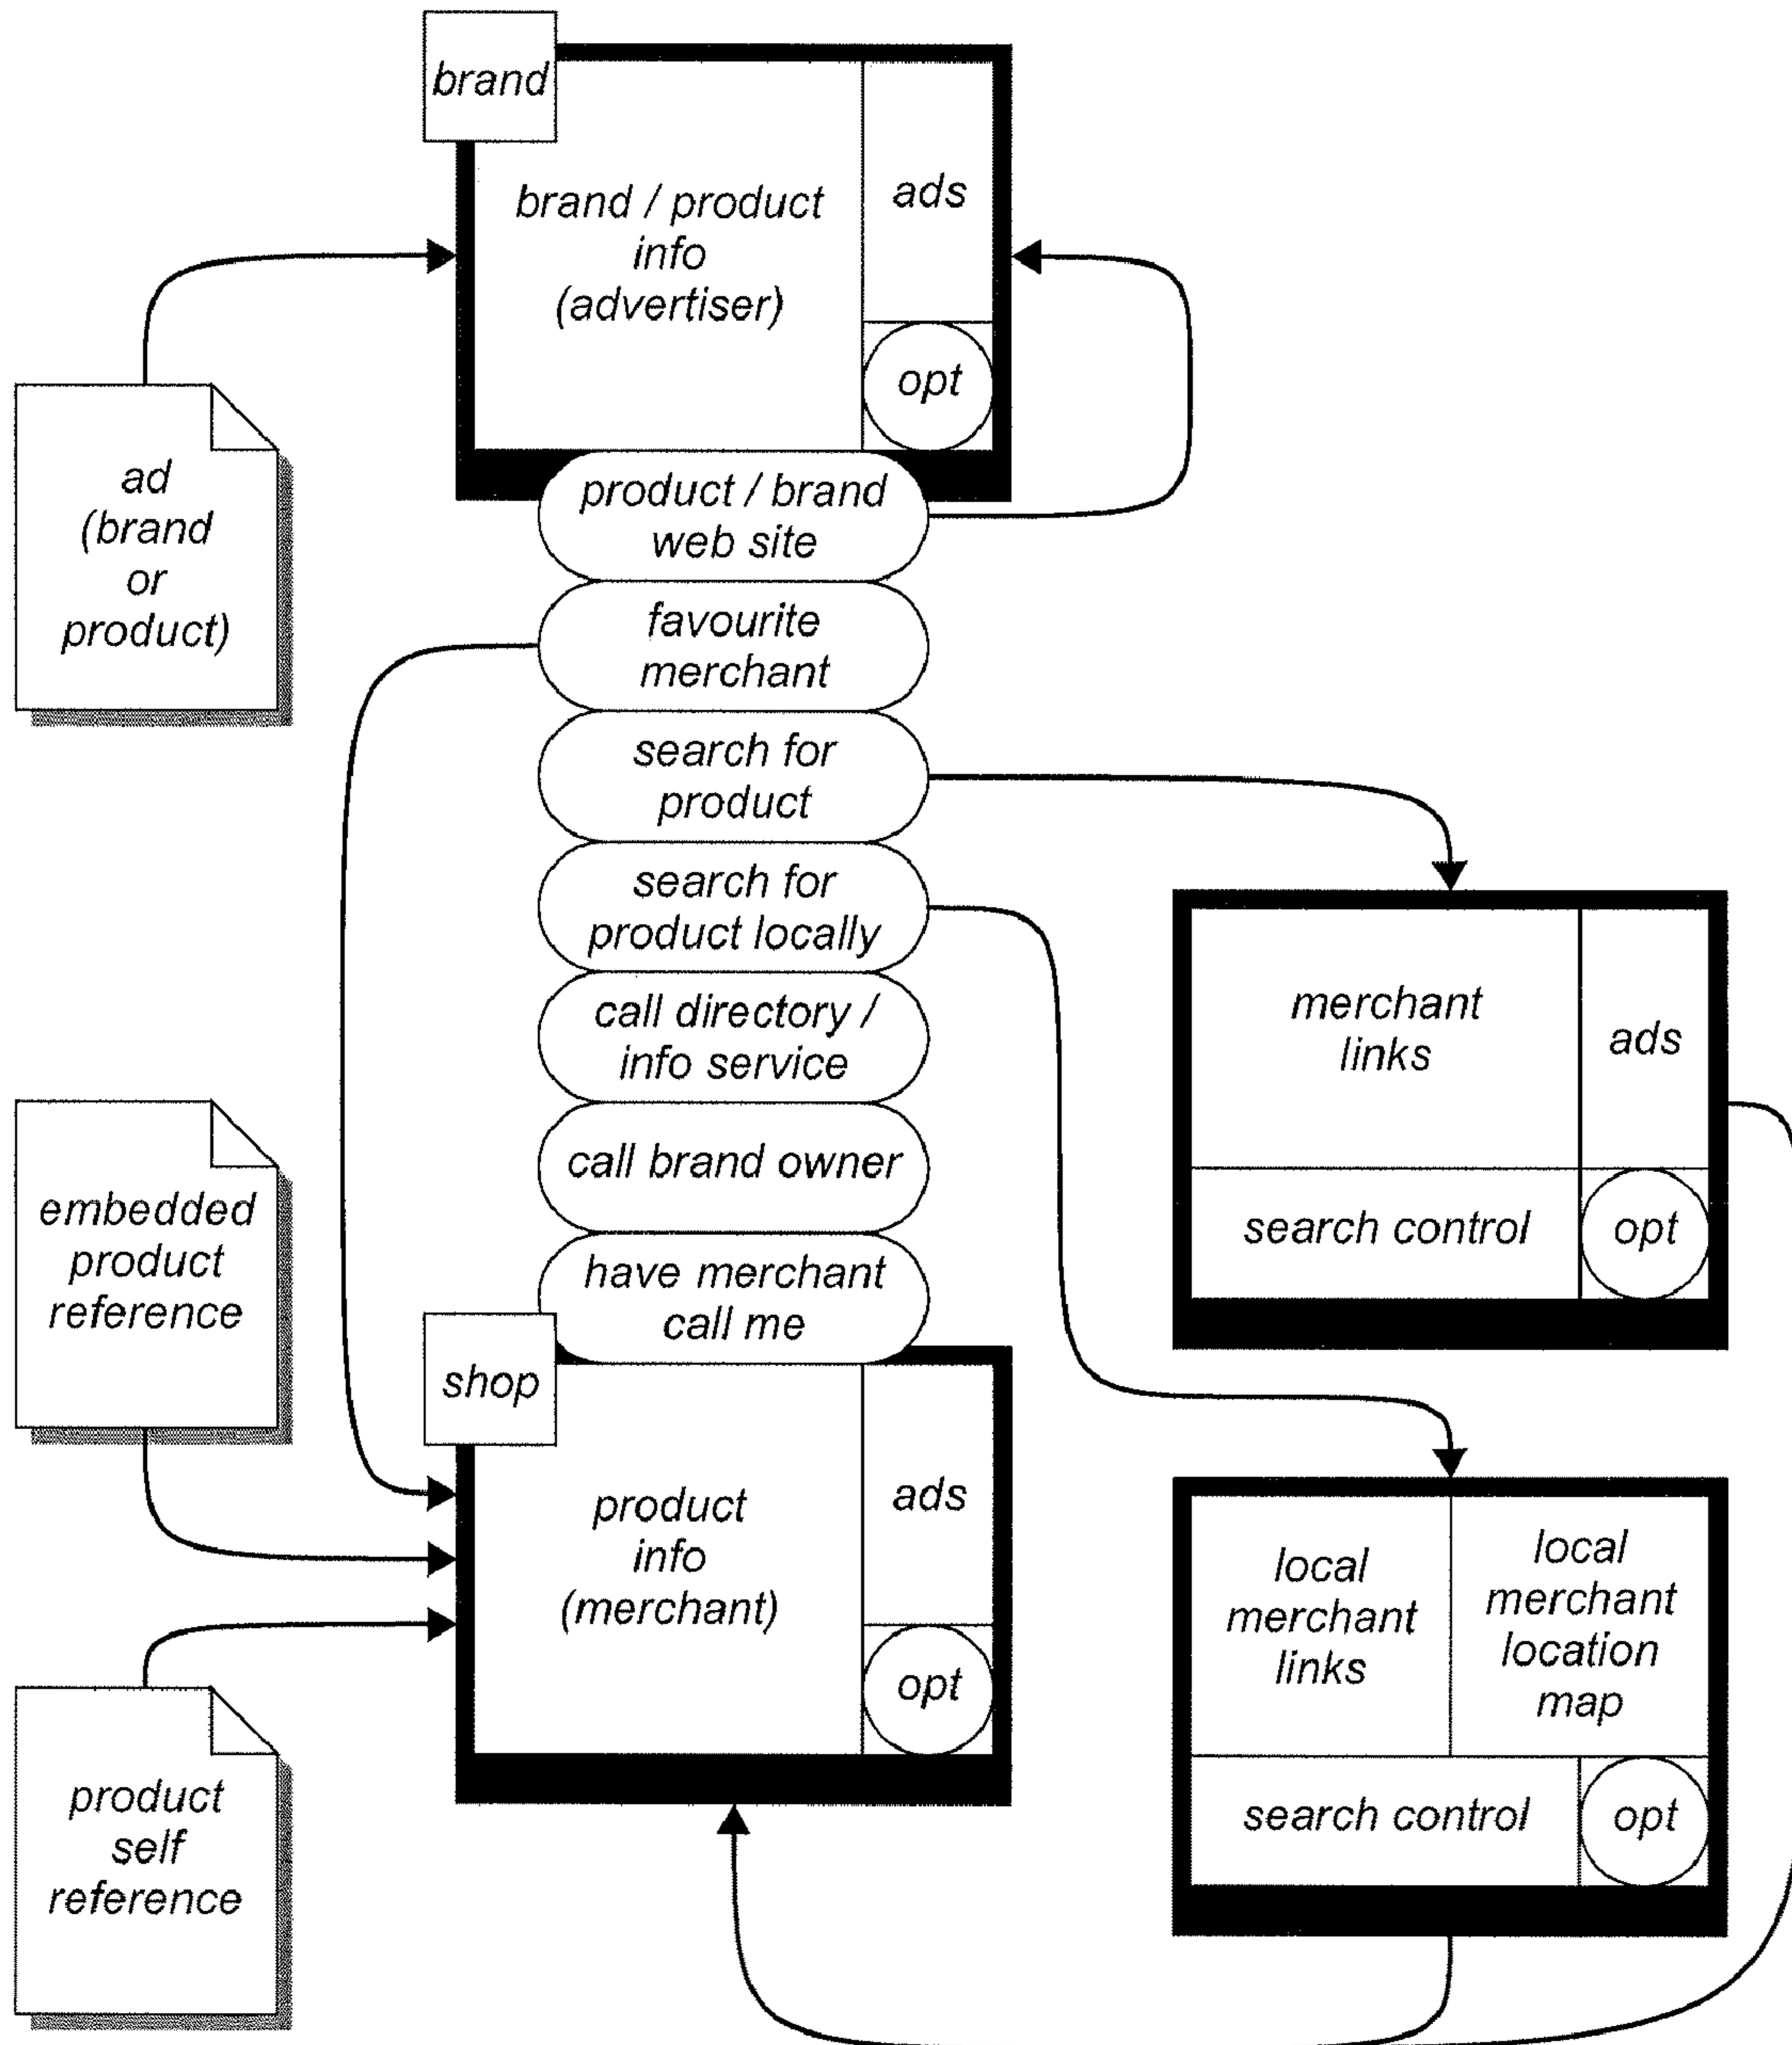 brand
brand / product
info
(advertiser)
ads
opt
ad
(brand
or
product)
product / brand
web site
favourite
merchant
search for
product
search for
product locally
call directory /
info service
call brand owner
have merchant
call me
merchant
links
ads
search control
opt
embedded
product
reference
shop
product
info
(merchant)
ads
opt
local
merchant
links
local
merchant
location
map
search control
opt
product
self
reference